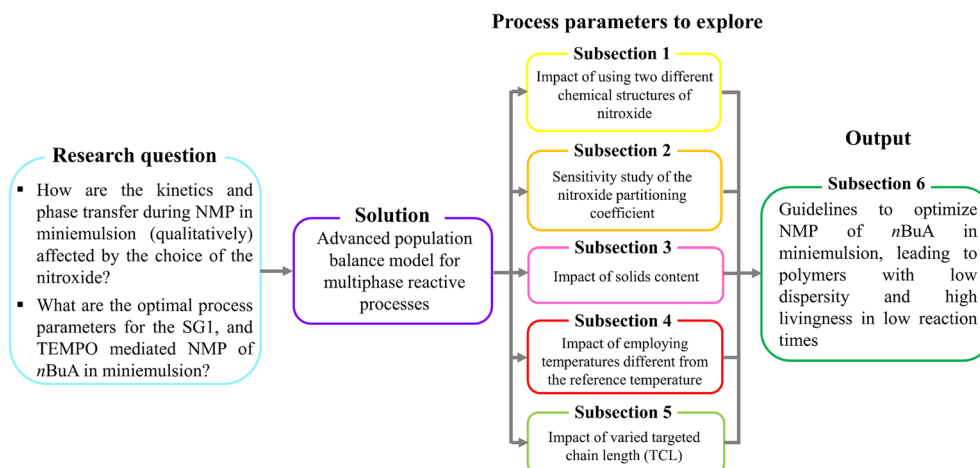 Process parameters to explore
Research question
▪ How are the kinetics and
phase transfer during NMP in
miniemulsion (qualitatively)
affected by the choice of the
nitroxide?
▪ What are the optimal process
parameters for the SG1, and
TEMPO mediated NMP of
nBuA in miniemulsion?
Solution
Advanced population
balance model for
multiphase reactive
processes
Subsection 1
Impact of using two different
chemical structures of
nitroxide
Subsection 2
Sensitivity study of the
nitroxide partitioning
coefficient
Subsection 3
Impact of solids content
Subsection 4
Impact of employing
temperatures different from
the reference temperature
Subsection 5
Impact of varied targeted
chain length (TCL)
Output
Subsection 6
Guidelines to optimize
NMP of nBuA in
miniemulsion, leading to
polymers with low
dispersity and high
livingness in low reaction
times